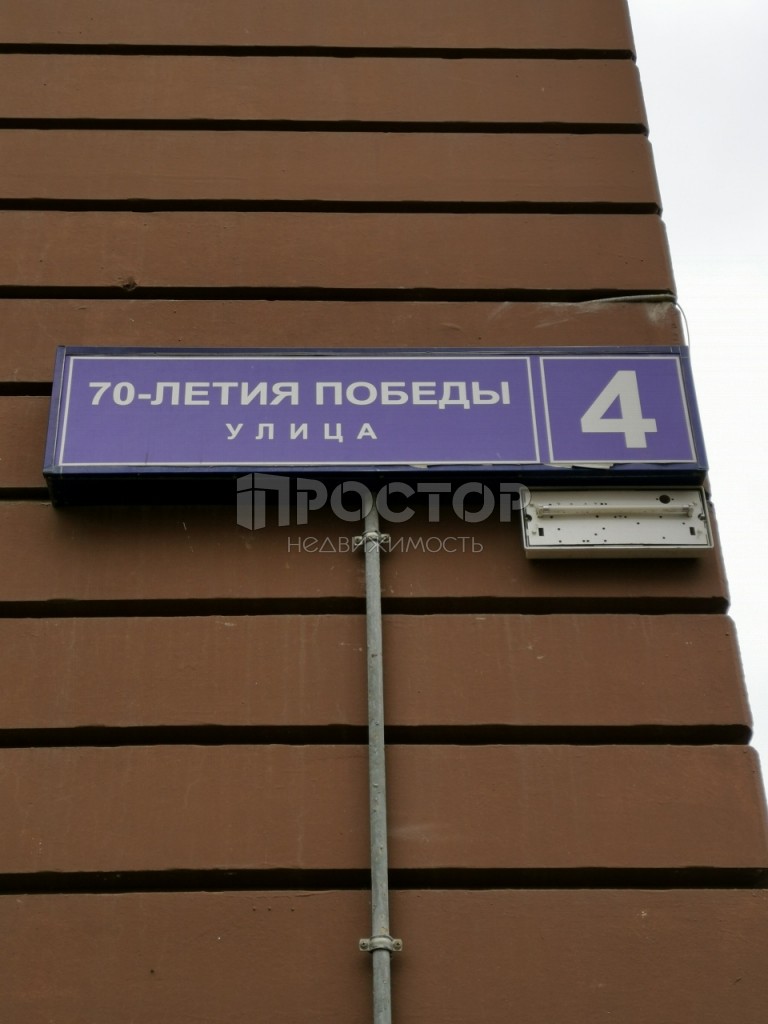 70-ЛЕТИЯ ПОБЕДЫ
УЛИЦА
4
ПРОСТОР
НЕДВИЖИМОСТЬ